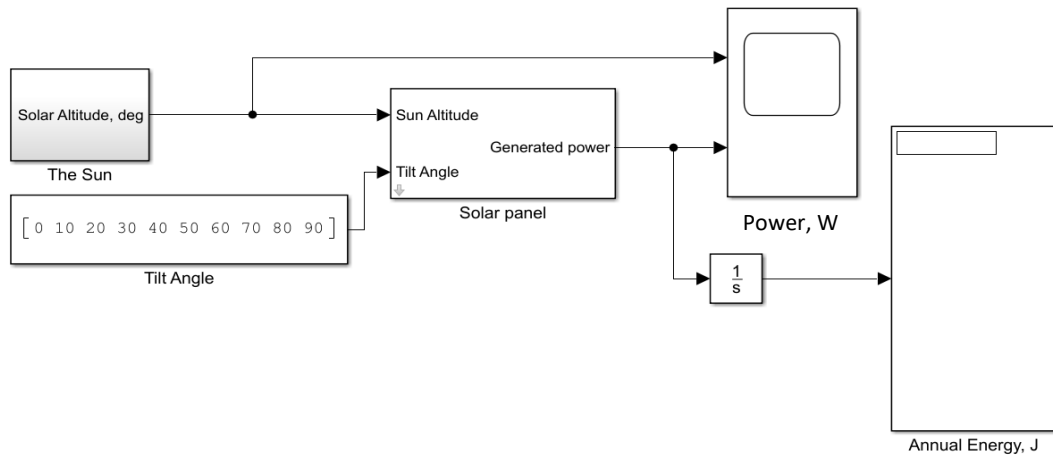 Solar Altitude, deg
The Sun
[0 10 20 30 40 50 60 70 80 90]
Tilt Angle
Sun Altitude
Generated power
Tilt Angle
Solar panel
Power, W
1
s
Annual Energy, J